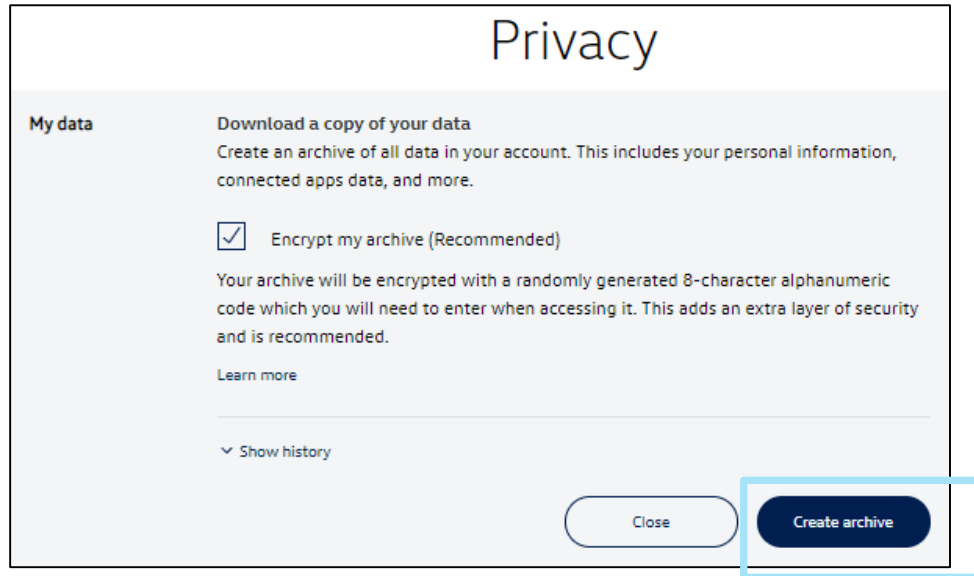 Privacy
My data
Download a copy of your data
Create an archive of all data in your account. This includes your personal information,
connected apps data, and more.
Encrypt my archive (Recommended)
Your archive will be encrypted with a randomly generated 8-character alphanumeric
code which you will need to enter when accessing it. This adds an extra layer of security
and is recommended.
Learn more
Show history
Close
Create archive